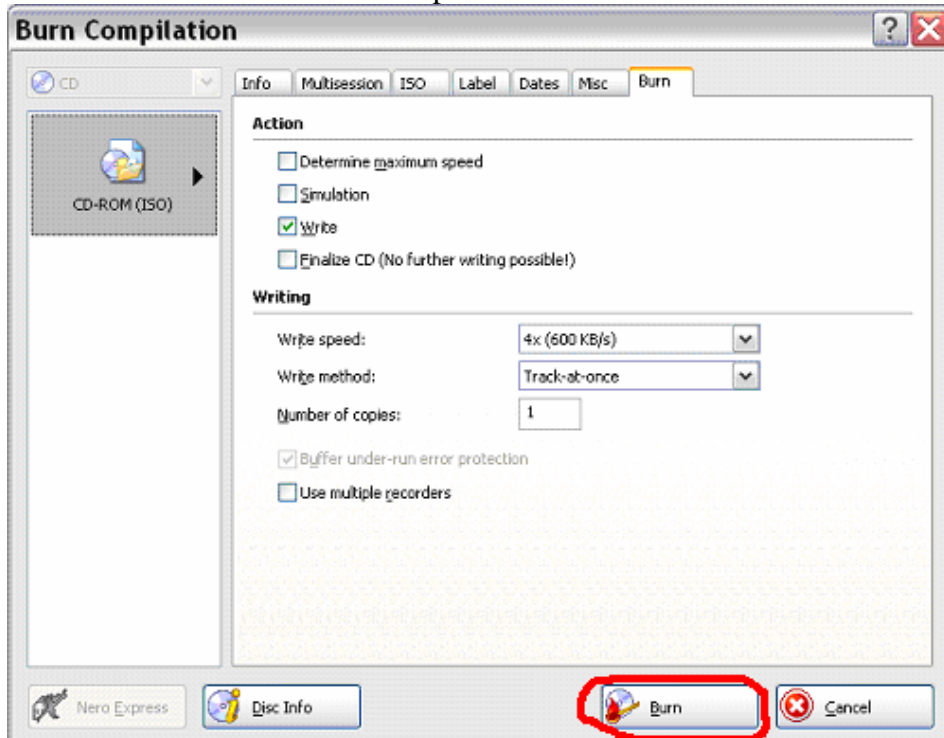 Burn Compilation
CD
Info Multisession ISO Label Dates Misc Burn
CD-ROM (ISO)
Action
Determine maximum speed
Simulation
Write
Finalize CD (No further writing possible!)
Writing
Write speed: 4x (600 KB/s)
Write method: Track-at-once
Number of copies: 1
Buffer under-run error protection
Use multiple recorders
Nero Express Disc Info Burn Cancel